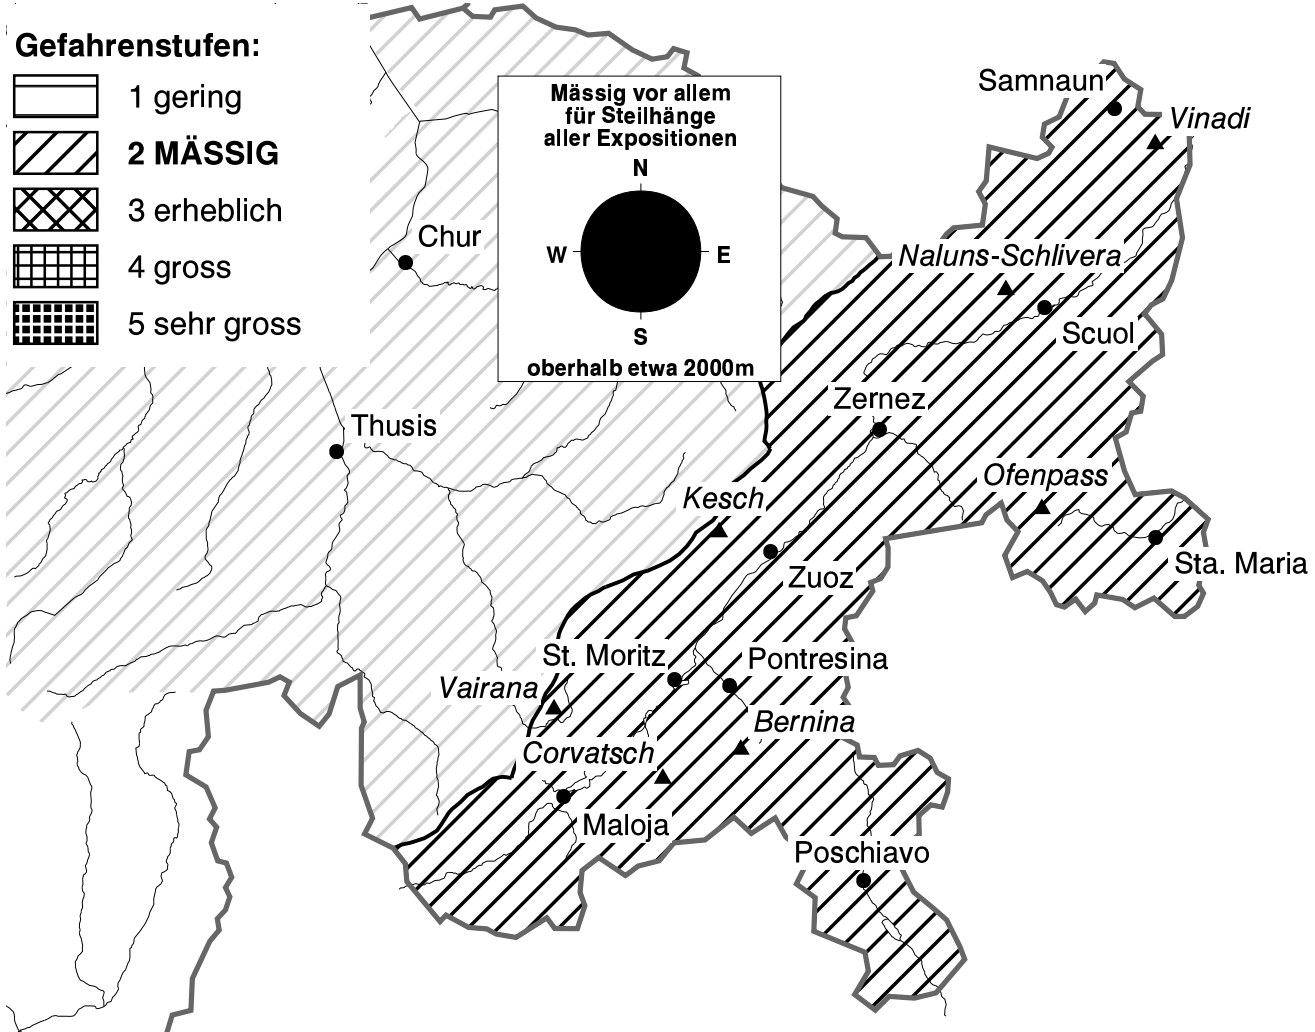 Gefahrenstufen:
1 gering
2 MÄSSIG
3 erheblich
4 gross
5 sehr gross
Mässig vor allem
für Steilhänge
aller Expositionen
N
W
E
S
oberhalb etwa 2000m
Samnaun
Vinadi
Chur
Naluns-Schlivera
Scuol
Zernez
Thusis
Ofenpass
Kesch
Sta. Maria
Zuoz
St. Moritz
Pontresina
Vairana
Bernina
Corvatsch
Maloja
Poschiavo